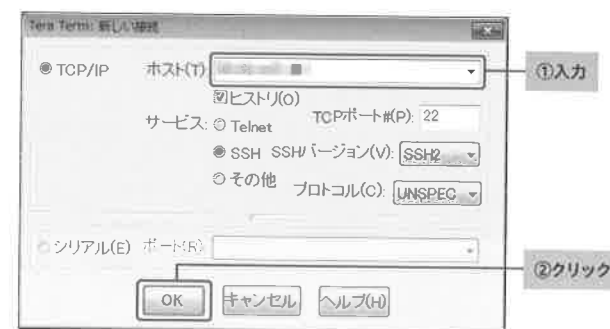 Tera Term: 新しい接続
TCP/IP ホスト(T)
①入力
ヒストリ(O)
サービス: Telnet TCPポート#(P): 22
SSH SSHバージョン(V): SSH2
その他 プロトコル(C): UNSPEC
シリアル(E) ポート(R):
②クリック
OK キャンセル ヘルプ(H)